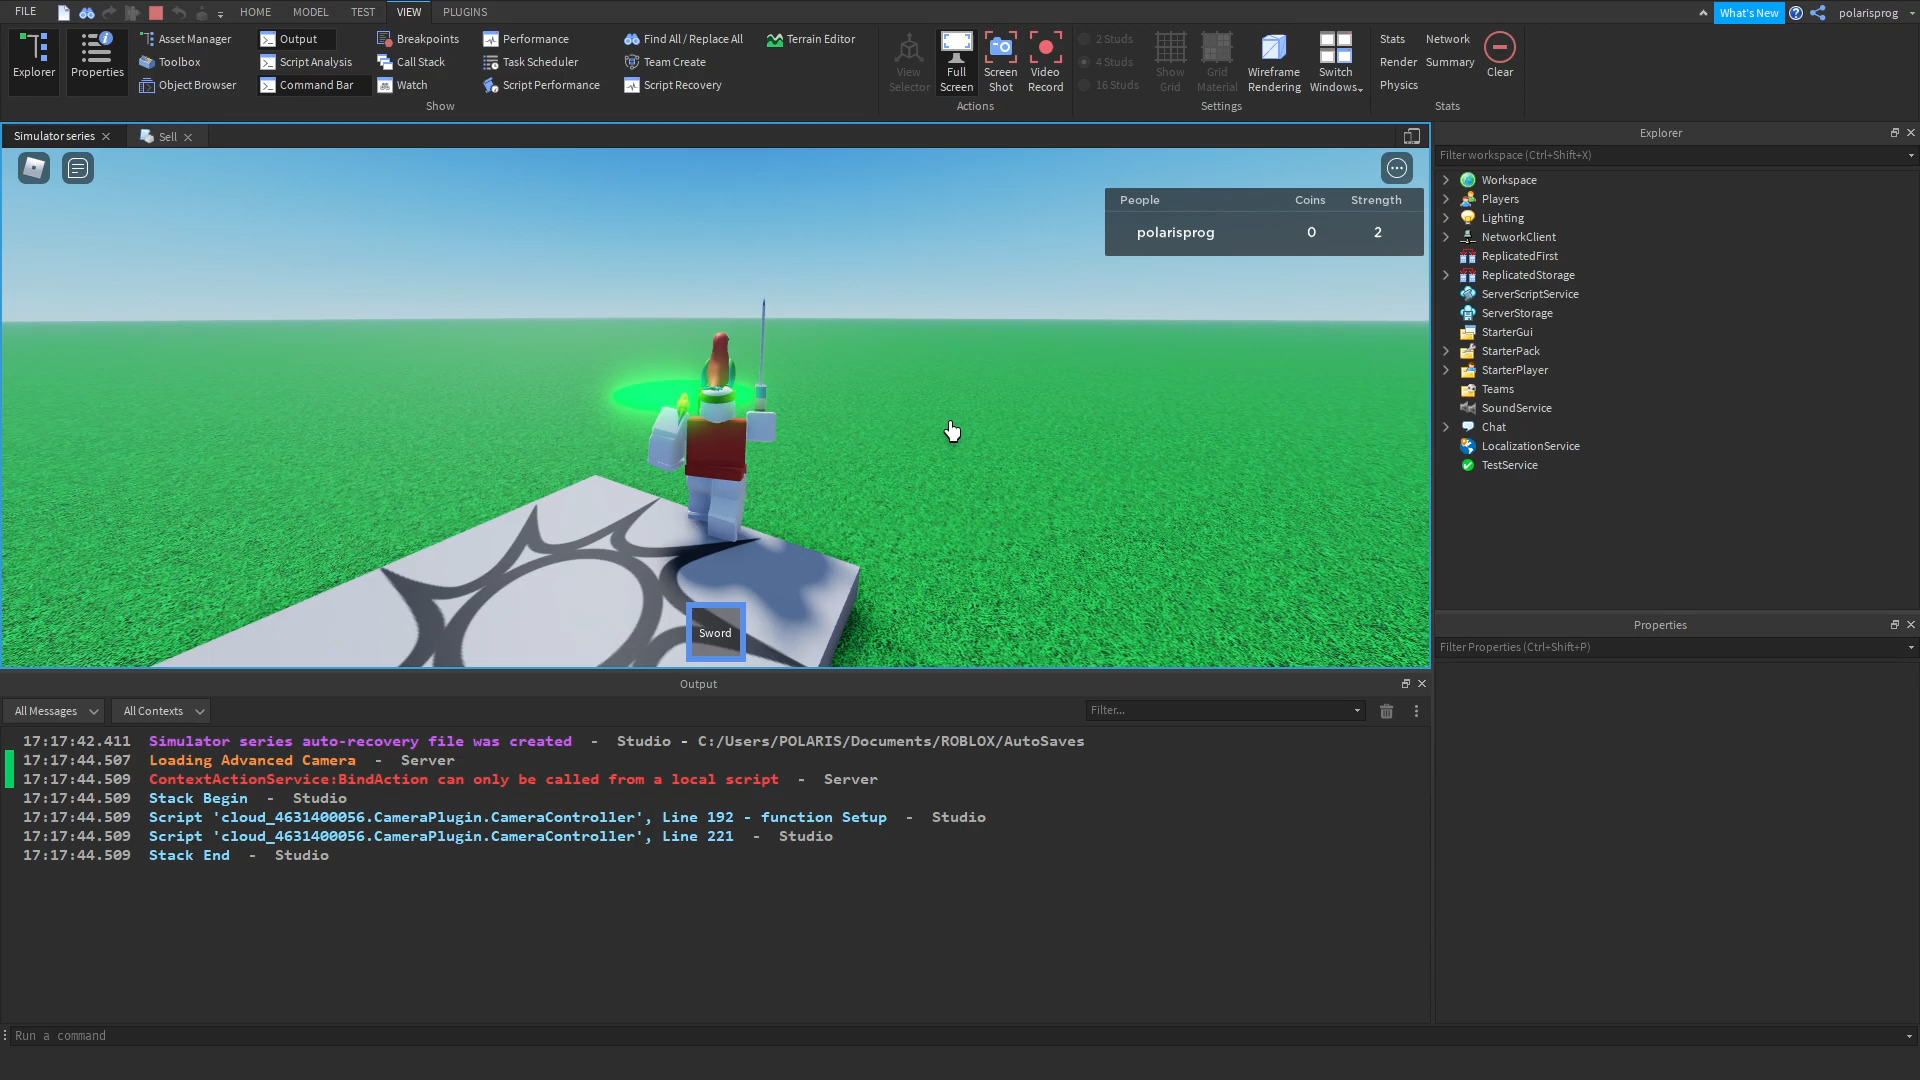 FILE HOME MODEL TEST VIEW PLUGINS What's New polarisprog
Explorer
Properties
Asset Manager
Toolbox
Object Browser
Output
Script Analysis
Command Bar
Breakpoints
Call Stack
Watch
Performance
Task Scheduler
Script Performance
Find All / Replace All
Team Create
Script Recovery
Terrain Editor
Show
View
Selector
Full
Screen
Screen
Shot
Video
Record
Actions
2 Studs
4 Studs
16 Studs
Show
Grid
Grid
Material
Wireframe
Rendering
Switch
Windows
Settings
Stats Network
Render Summary
Physics
Clear
Stats
Simulator series Sell
People Coins Strength
polarisprog 0 2
Sword
Explorer
Filter workspace (Ctrl+Shift+X)
Workspace
Players
Lighting
NetworkClient
ReplicatedFirst
ReplicatedStorage
ServerScriptService
ServerStorage
StarterGui
StarterPack
StarterPlayer
Teams
SoundService
Chat
LocalizationService
TestService
Properties
Filter Properties (Ctrl+Shift+P)
Output
All Messages All Contexts Filter...
17:17:42.411 Simulator series auto-recovery file was created - Studio - C:/Users/POLARIS/Documents/ROBLOX/AutoSaves
17:17:44.507 Loading Advanced Camera - Server
17:17:44.509 ContextActionService:BindAction can only be called from a local script - Server
17:17:44.509 Stack Begin - Studio
17:17:44.509 Script 'cloud_4631400056.CameraPlugin.CameraController', Line 192 - function Setup - Studio
17:17:44.509 Script 'cloud_4631400056.CameraPlugin.CameraController', Line 221 - Studio
17:17:44.509 Stack End - Studio
Run a command